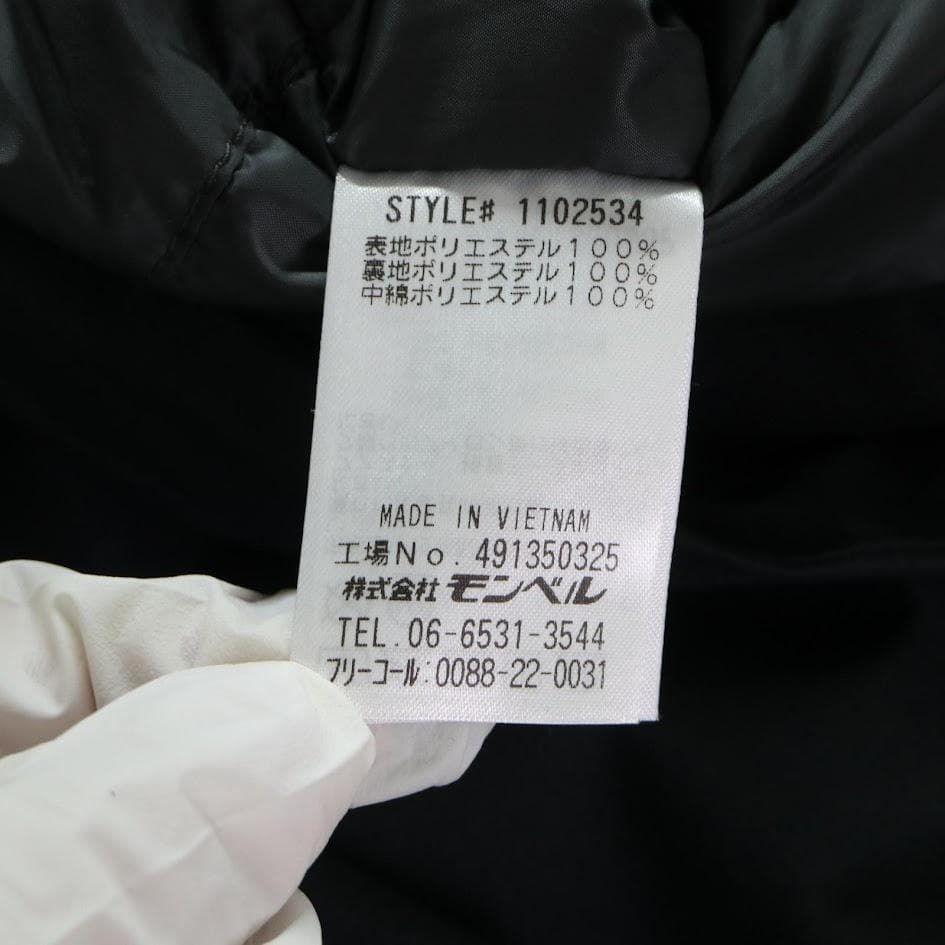 STYLE# 1102534
表地ポリエステル100%
裏地ポリエステル100%
中綿ポリエステル100%
MADE IN VIETNAM
工場No. 491350325
株式会社 モンベル
TEL. 06-6531-3544
フリーコール:0088-22-0031